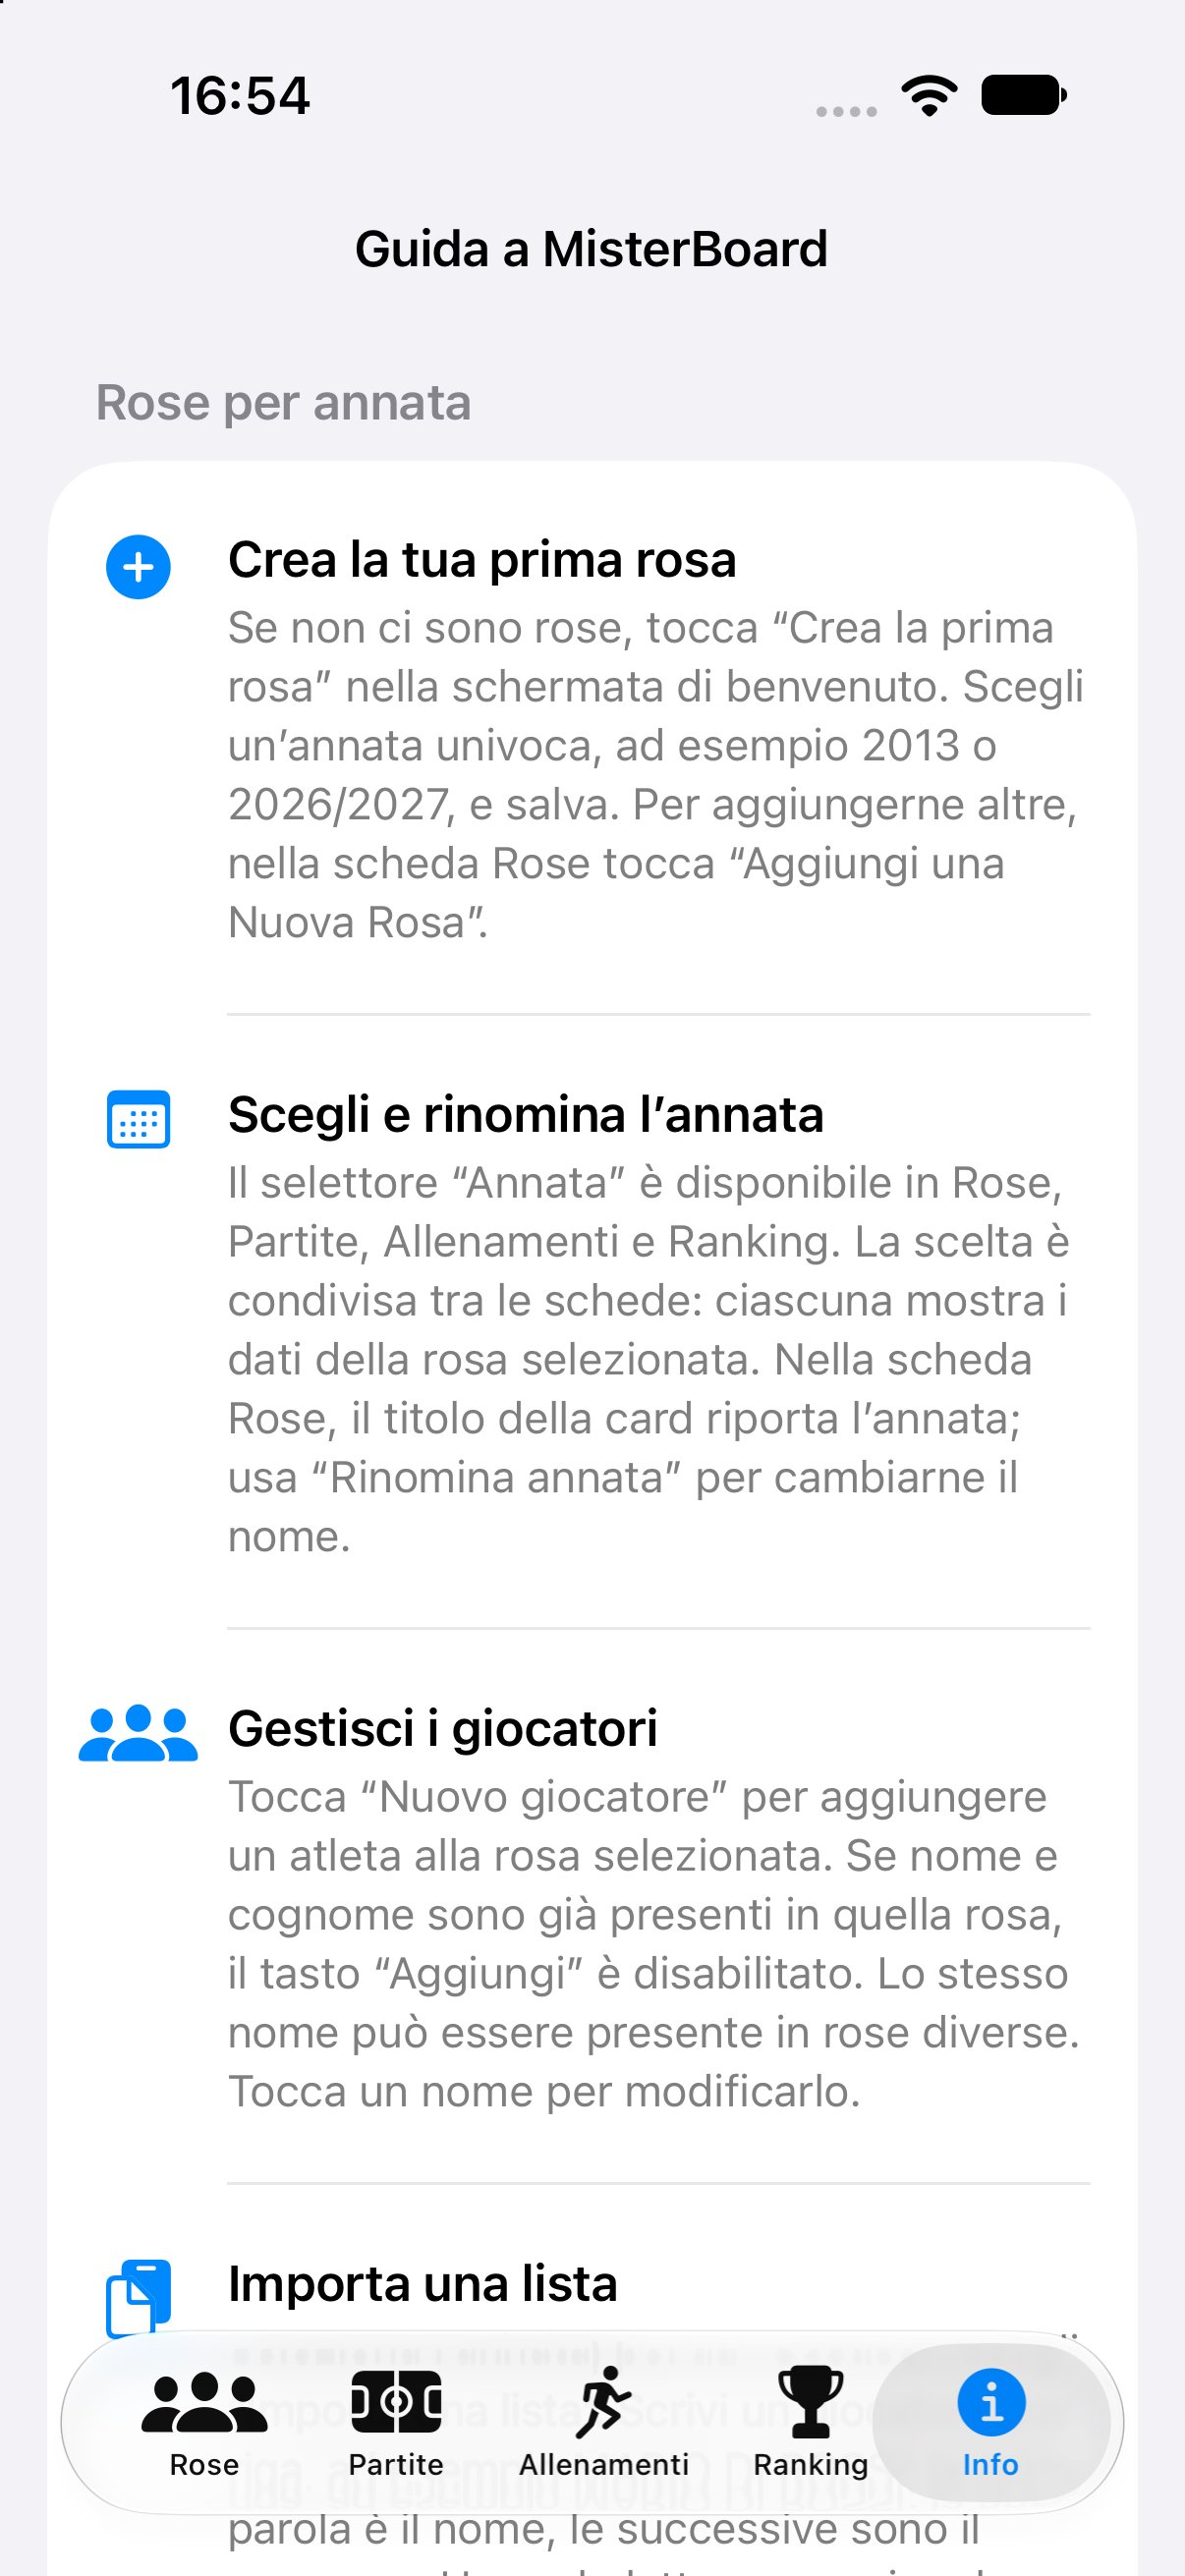 16:54
Guida a MisterBoard
Rose per annata
Crea la tua prima rosa
Se non ci sono rose, tocca “Crea la prima
rosa” nella schermata di benvenuto. Scegli
un’annata univoca, ad esempio 2013 o
2026/2027, e salva. Per aggiungerne altre,
nella scheda Rose tocca “Aggiungi una
Nuova Rosa”.
Scegli e rinomina l’annata
Il selettore “Annata” è disponibile in Rose,
Partite, Allenamenti e Ranking. La scelta è
condivisa tra le schede: ciascuna mostra i
dati della rosa selezionata. Nella scheda
Rose, il titolo della card riporta l’annata;
usa “Rinomina annata” per cambiarne il
nome.
Gestisci i giocatori
Tocca “Nuovo giocatore” per aggiungere
un atleta alla rosa selezionata. Se nome e
cognome sono già presenti in quella rosa,
il tasto “Aggiungi” è disabilitato. Lo stesso
nome può essere presente in rose diverse.
Tocca un nome per modificarlo.
Importa una lista
Rose
Partite
Allenamenti
Ranking
Info
parola è il nome, le successive sono il